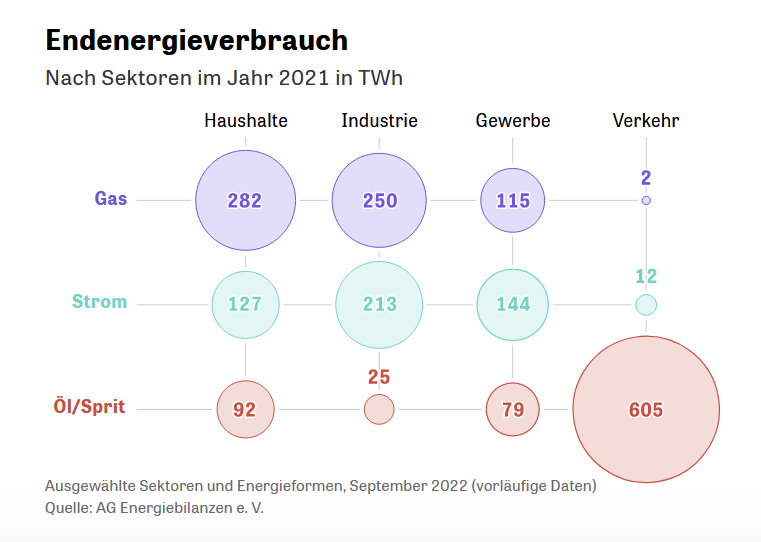 Endenergieverbrauch
Nach Sektoren im Jahr 2021 in TWh
Haushalte Industrie Gewerbe Verkehr
Gas 282 250 115 2
Strom 127 213 144 12
Öl/Sprit 92 25 79 605
Ausgewählte Sektoren und Energieformen, September 2022 (vorläufige Daten)
Quelle: AG Energiebilanzen e. V.